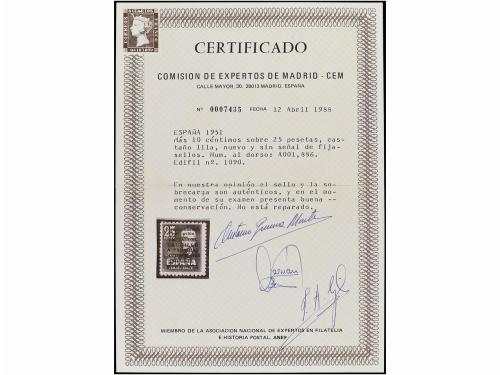 CERTIFICADO
COMISION DE EXPERTOS DE MADRID - CEM
CALLE MAYOR, 30. 28013 MADRID. ESPAÑA
Nº 0007435 FECHA 12 Abril 1988
ESPAÑA 1951
Más 10 céntimos sobre 25 pesetas, cas-
taño lila, nuevo y sin señal de fija-
sellos. Num. al dorso: A001,886.
Edifil nº. 1090.
En nuestra opinión el sello y la so-
brecarga son auténticos, y en el mo-
mento de su examen presenta buena --
conservación. No está reparado.
25
ESPAÑA
MIEMBRO DE LA ASOCIACION NACIONAL DE EXPERTOS EN FILATELIA
E HISTORIA POSTAL. ANEF